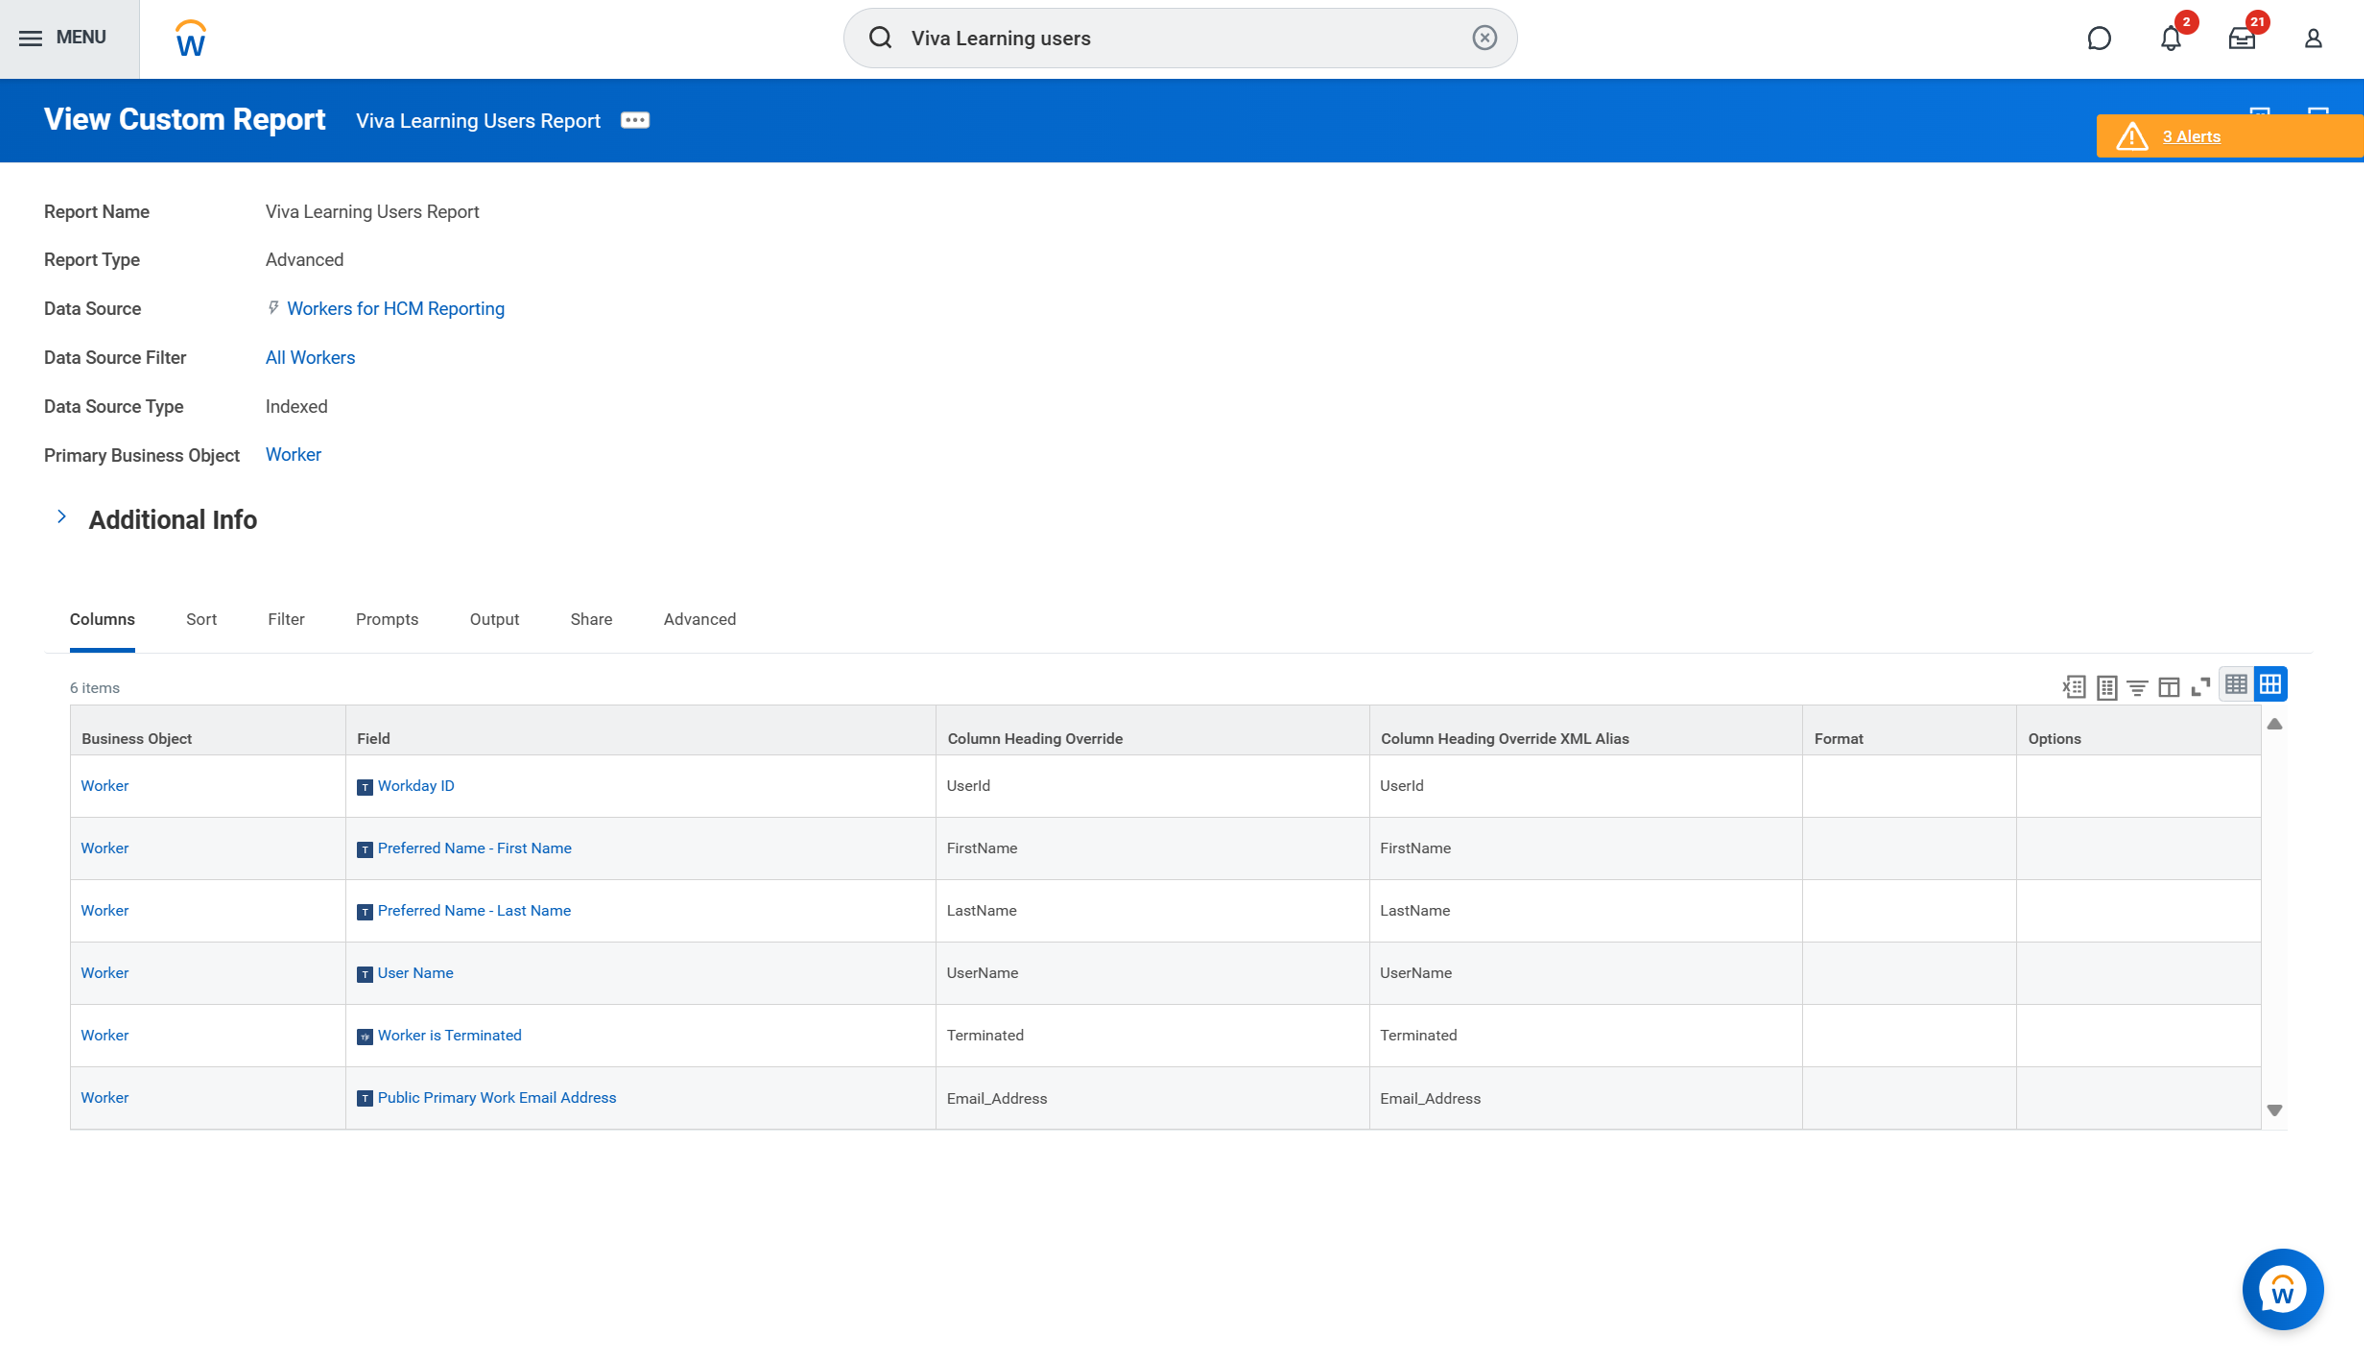 MENU
Viva Learning users
2
21
View Custom Report
Viva Learning Users Report
3 Alerts
Report Name
Viva Learning Users Report
Report Type
Advanced
Data Source
Workers for HCM Reporting
Data Source Filter
All Workers
Data Source Type
Indexed
Primary Business Object
Worker
Additional Info
Columns Sort Filter Prompts Output Share Advanced
6 items
Business Object Field Column Heading Override Column Heading Override XML Alias Format Options
Worker Workday ID UserId UserId
Worker Preferred Name - First Name FirstName FirstName
Worker Preferred Name - Last Name LastName LastName
Worker User Name UserName UserName
Worker Worker is Terminated Terminated Terminated
Worker Public Primary Work Email Address Email_Address Email_Address